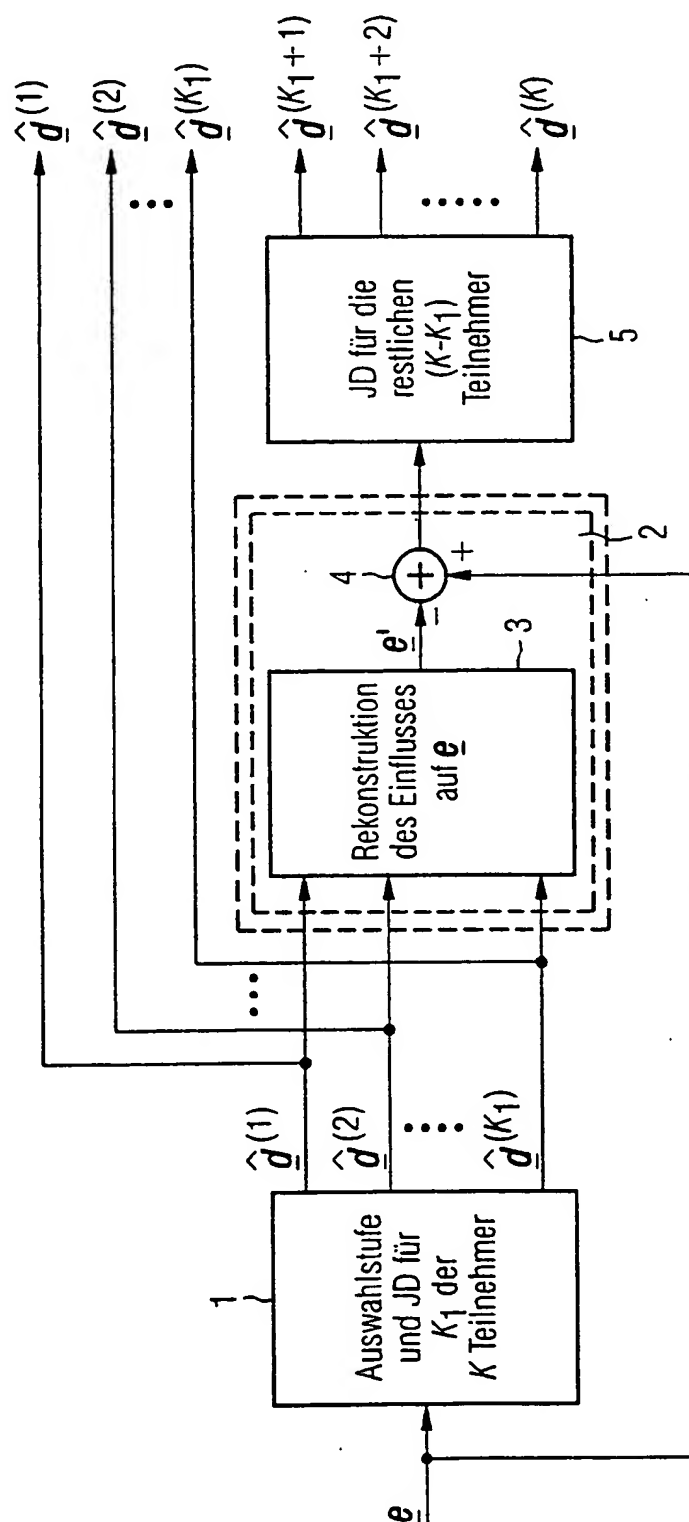 e
1
Auswahlstufe
und JD für
K₁ der
K Teilnehmer
d̂⁽¹⁾
d̂⁽²⁾
.....
d̂⁽ᴷ¹⁾
...
Rekonstruktion
des Einflusses
auf e
3
e'
4
−
+
2
JD für die
restlichen
(K-K₁)
Teilnehmer
5
d̂⁽¹⁾
d̂⁽²⁾
...
d̂⁽ᴷ¹⁾
d̂⁽ᴷ¹⁺¹⁾
d̂⁽ᴷ¹⁺²⁾
.....
d̂⁽ᴷ⁾